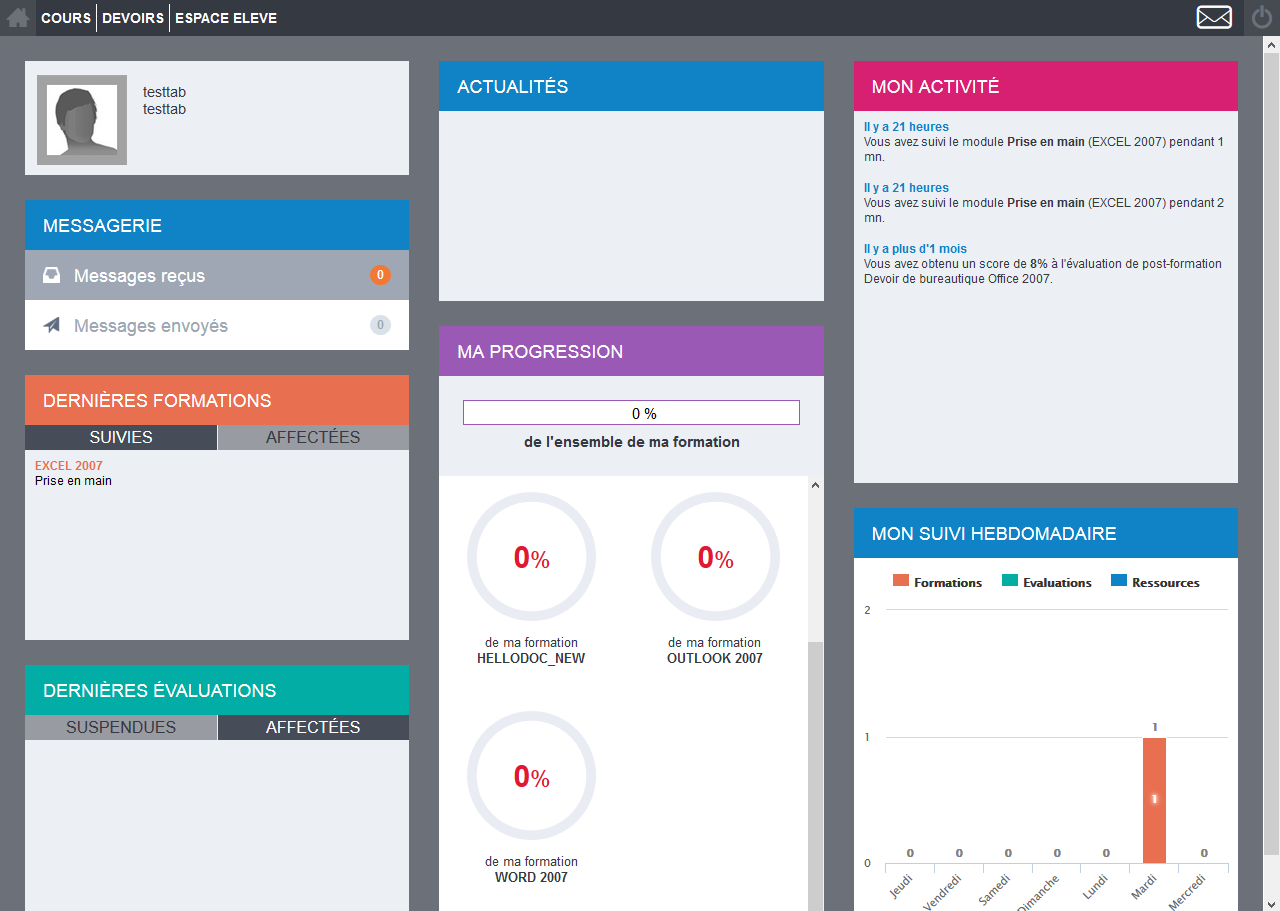 COURS DEVOIRS ESPACE ELEVE
testtab
testtab
MESSAGERIE
Messages reçus 0
Messages envoyés 0
DERNIÈRES FORMATIONS
SUIVIES AFFECTÉES
EXCEL 2007
Prise en main
DERNIÈRES ÉVALUATIONS
SUSPENDUES AFFECTÉES
ACTUALITÉS
MA PROGRESSION
0 %
de l'ensemble de ma formation
0% 0%
de ma formation de ma formation
HELLODOC_NEW OUTLOOK 2007
0%
de ma formation
WORD 2007
MON ACTIVITÉ
Il y a 21 heures
Vous avez suivi le module Prise en main (EXCEL 2007) pendant 1
mn.
Il y a 21 heures
Vous avez suivi le module Prise en main (EXCEL 2007) pendant 2
mn.
Il y a plus d'1 mois
Vous avez obtenu un score de 8% à l'évaluation de post-formation
Devoir de bureautique Office 2007.
MON SUIVI HEBDOMADAIRE
Formations Evaluations Ressources
2
1
1
1
0 0 0 0 0 0 0
Jeudi Vendredi Samedi Dimanche Lundi Mardi Mercredi